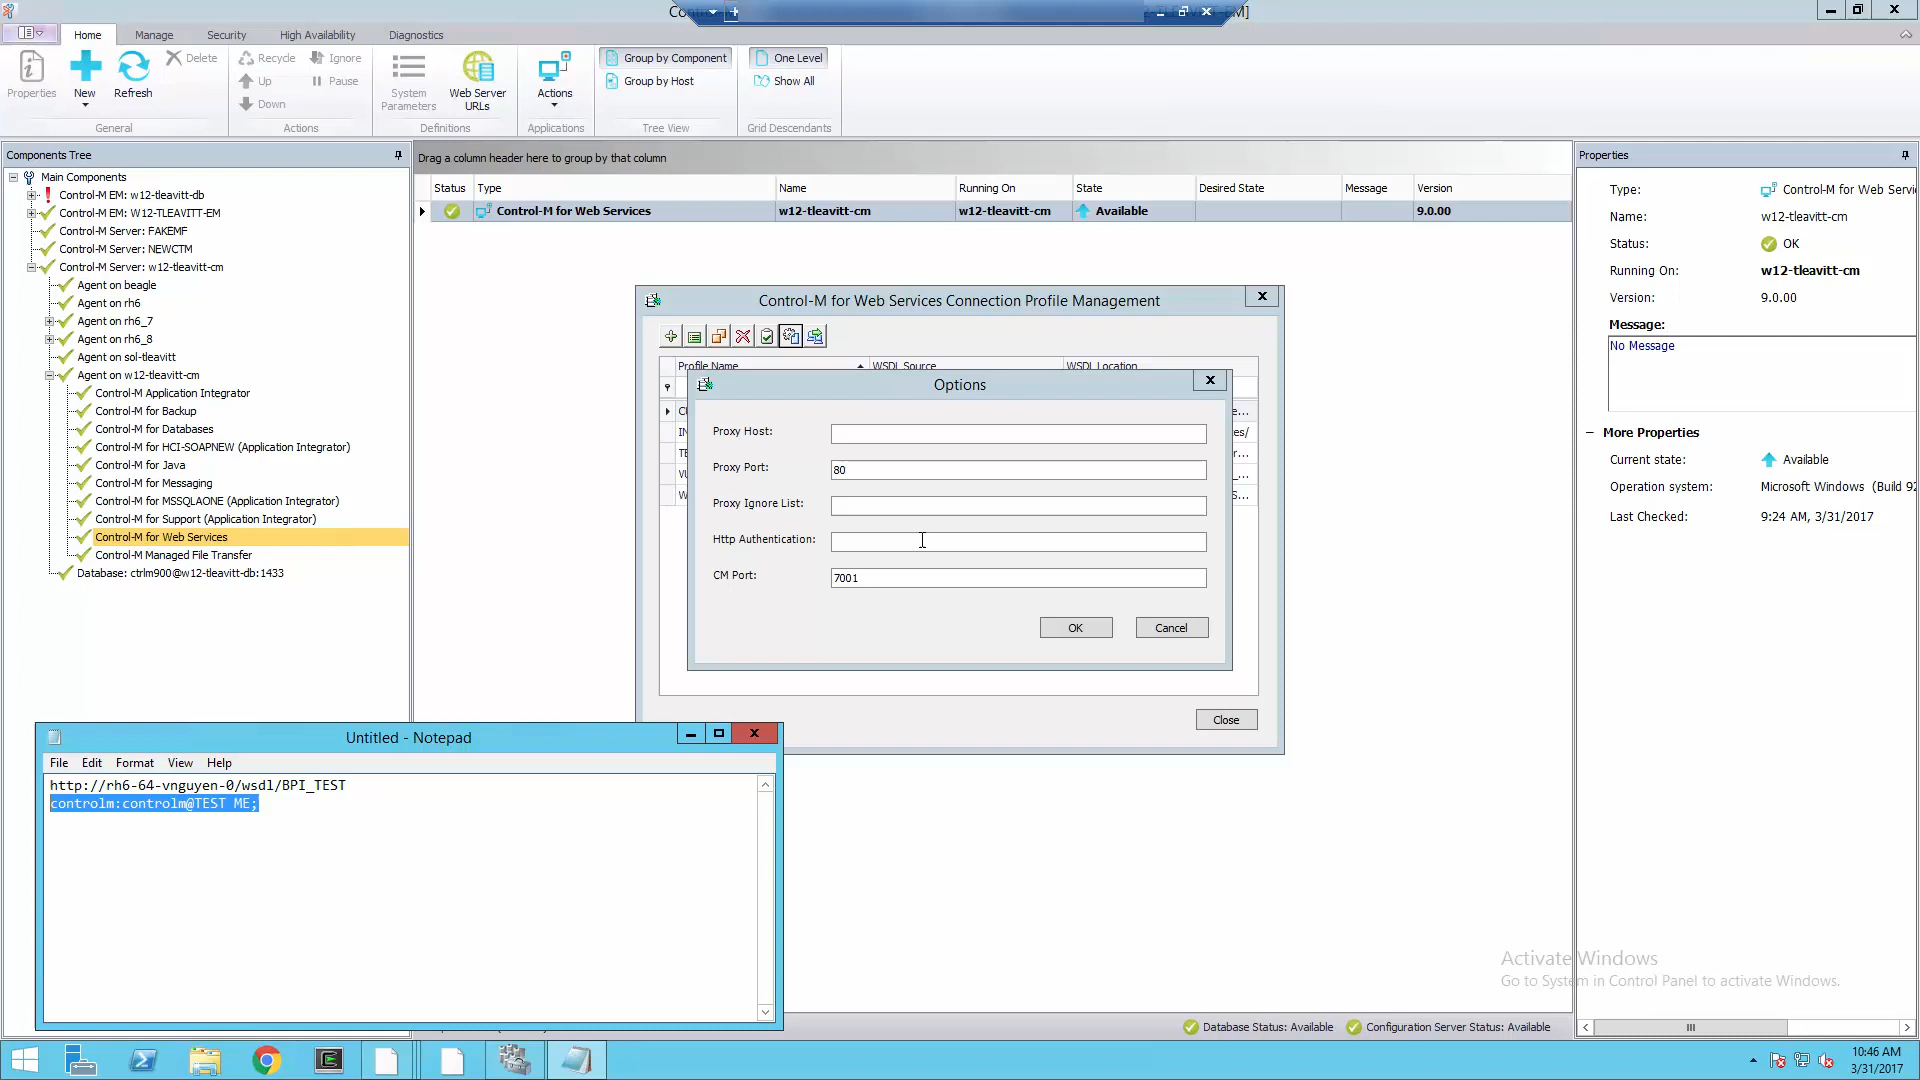 Home
Manage
Security
High Availability
Diagnostics
Properties
New
Refresh
Delete
Recycle
Up
Down
Ignore
Pause
System
Parameters
Web Server
URLs
Actions
Group by Component
Group by Host
One Level
Show All
General
Actions
Definitions
Applications
Tree View
Grid Descendants
Components Tree
Main Components
Control-M EM: w12-tleavitt-db
Control-M EM: W12-TLEAVITT-EM
Control-M Server: FAKEMF
Control-M Server: NEWCTM
Control-M Server: w12-tleavitt-cm
Agent on beagle
Agent on rh6
Agent on rh6_7
Agent on rh6_8
Agent on sol-tleavitt
Agent on w12-tleavitt-cm
Control-M Application Integrator
Control-M for Backup
Control-M for Databases
Control-M for HCI-SOAPNEW (Application Integrator)
Control-M for Java
Control-M for Messaging
Control-M for MSSQLAONE (Application Integrator)
Control-M for Support (Application Integrator)
Control-M for Web Services
Control-M Managed File Transfer
Database: ctrlm900@w12-tleavitt-db:1433
Drag a column header here to group by that column
Status Type Name Running On State Desired State Message Version
Control-M for Web Services w12-tleavitt-cm w12-tleavitt-cm Available 9.0.00
Control-M for Web Services Connection Profile Management
Profile Name WSDL Source WSDL Location
Options
Proxy Host:
Proxy Port: 80
Proxy Ignore List:
Http Authentication:
CM Port: 7001
OK Cancel
Close
Properties
Type: Control-M for Web Servi
Name: w12-tleavitt-cm
Status: OK
Running On: w12-tleavitt-cm
Version: 9.0.00
Message:
No Message
More Properties
Current state: Available
Operation system: Microsoft Windows (Build 92
Last Checked: 9:24 AM, 3/31/2017
Untitled - Notepad
File Edit Format View Help
http://rh6-64-vnguyen-0/wsdl/BPI_TEST
controlm:controlm@TEST ME;
Activate Windows
Go to System in Control Panel to activate Windows.
Database Status: Available
Configuration Server Status: Available
10:46 AM
3/31/2017